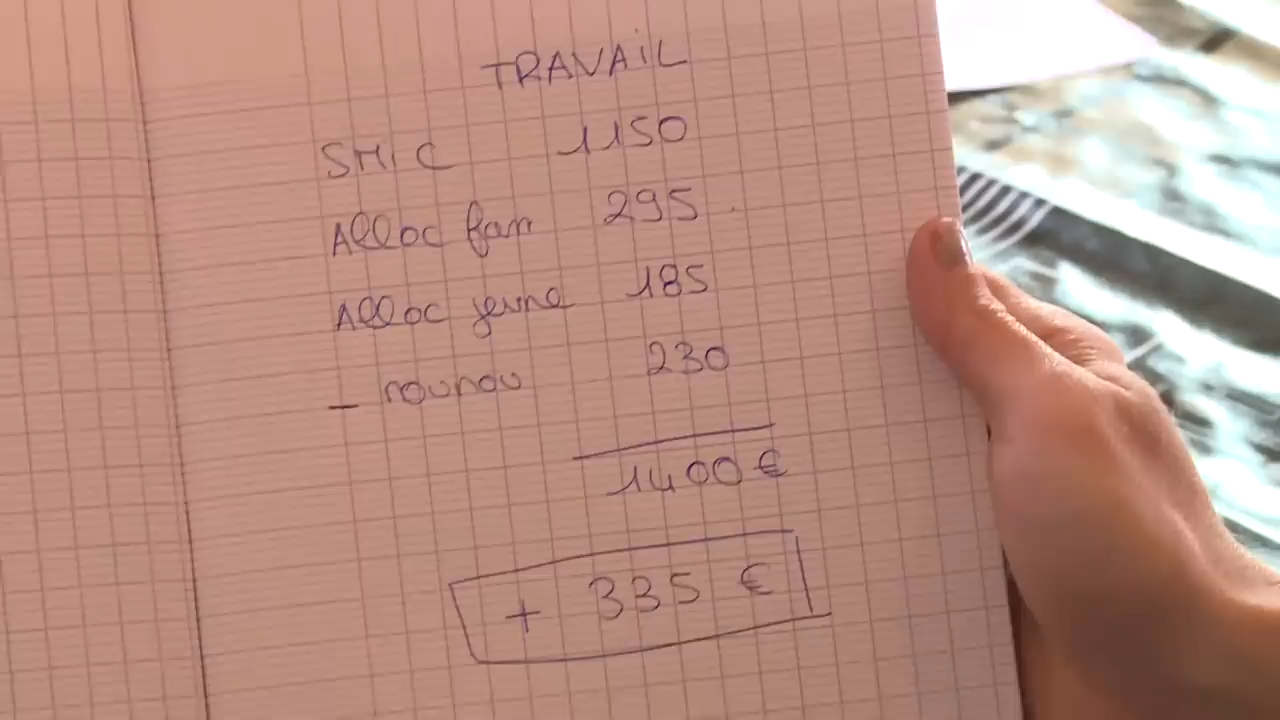 TRAVAIL
SMIC 1150
Alloc fam 295
Alloc jeune 185
- nounou 230
1400 €
+ 335 €